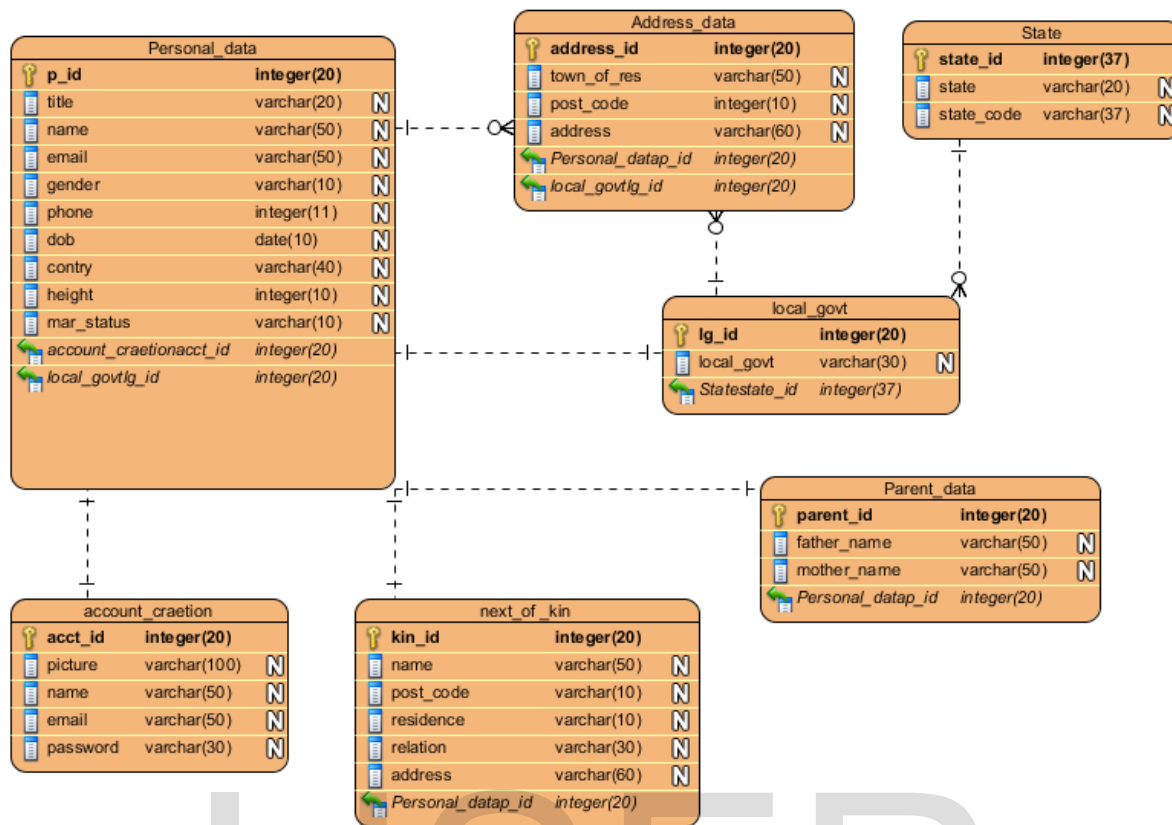 Personal_data
p_id integer(20)
title varchar(20) N
name varchar(50) N
email varchar(50) N
gender varchar(10) N
phone integer(11) N
dob date(10) N
contry varchar(40) N
height integer(10) N
mar_status varchar(10) N
account_craetionacct_id integer(20)
local_govtlg_id integer(20)
Address_data
address_id integer(20)
town_of_res varchar(50) N
post_code integer(10) N
address varchar(60) N
Personal_datap_id integer(20)
local_govtlg_id integer(20)
State
state_id integer(37)
state varchar(20) N
state_code varchar(37) N
local_govt
lg_id integer(20)
local_govt varchar(30) N
Statestate_id integer(37)
Parent_data
parent_id integer(20)
father_name varchar(50) N
mother_name varchar(50) N
Personal_datap_id integer(20)
account_craetion
acct_id integer(20)
picture varchar(100) N
name varchar(50) N
email varchar(50) N
password varchar(30) N
next_of_kin
kin_id integer(20)
name varchar(50) N
post_code varchar(10) N
residence varchar(10) N
relation varchar(30) N
address varchar(60) N
Personal_datap_id integer(20)